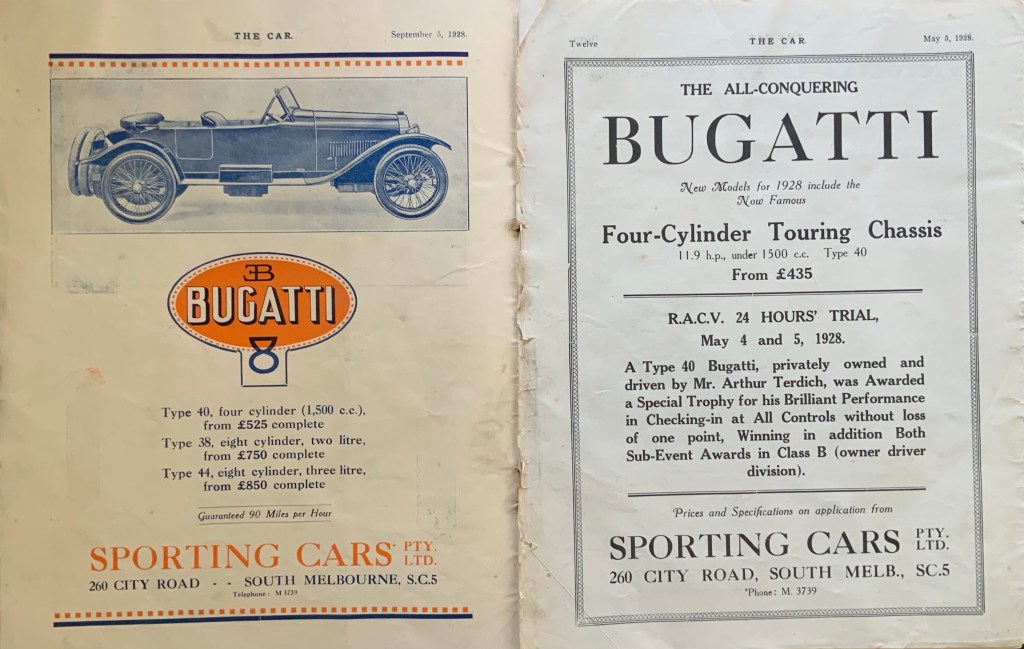 THE CAR.
September 5, 1928.
EB
BUGATTI
8
Type 40, four cylinder (1,500 c.c.),
from £525 complete
Type 38, eight cylinder, two litre,
from £750 complete
Type 44, eight cylinder, three litre,
from £850 complete
Guaranteed 90 Miles per Hour
SPORTING CARS PTY. LTD.
260 CITY ROAD - - SOUTH MELBOURNE, S.C.5
Telephone: M 3739
Twelve
THE CAR.
May 5, 1928.
THE ALL-CONQUERING
BUGATTI
New Models for 1928 include the
Now Famous
Four-Cylinder Touring Chassis
11.9 h.p., under 1500 c.c. Type 40
From £435
R.A.C.V. 24 HOURS' TRIAL,
May 4 and 5, 1928.
A Type 40 Bugatti, privately owned and
driven by Mr. Arthur Terdich, was Awarded
a Special Trophy for his Brilliant Performance
in Checking-in at All Controls without loss
of one point, Winning in addition Both
Sub-Event Awards in Class B (owner driver
division).
Prices and Specifications on application from
SPORTING CARS PTY. LTD.
260 CITY ROAD, SOUTH MELB., SC.5
'Phone: M. 3739